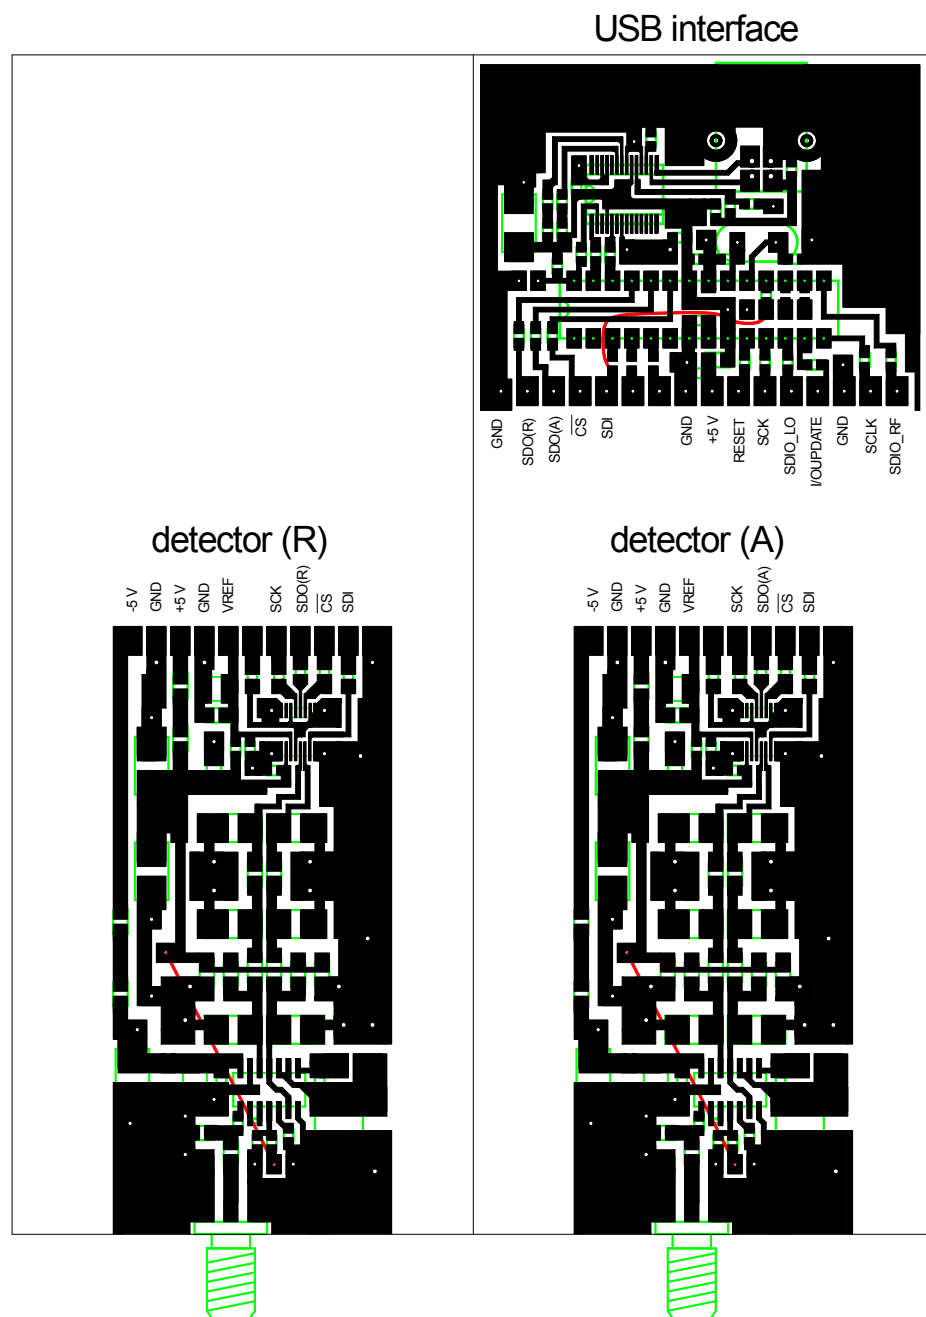 USB interface
GND
SDO(R)
SDO(A)
CS
SDI
GND
+5 V
RESET
SCK
SDIO_LO
I/OUPDATE
GND
SCLK
SDIO_RF
detector (R)
detector (A)
-5 V
GND
+5 V
GND
VREF
SCK
SDO(R)
CS
SDI
-5 V
GND
+5 V
GND
VREF
SCK
SDO(A)
CS
SDI